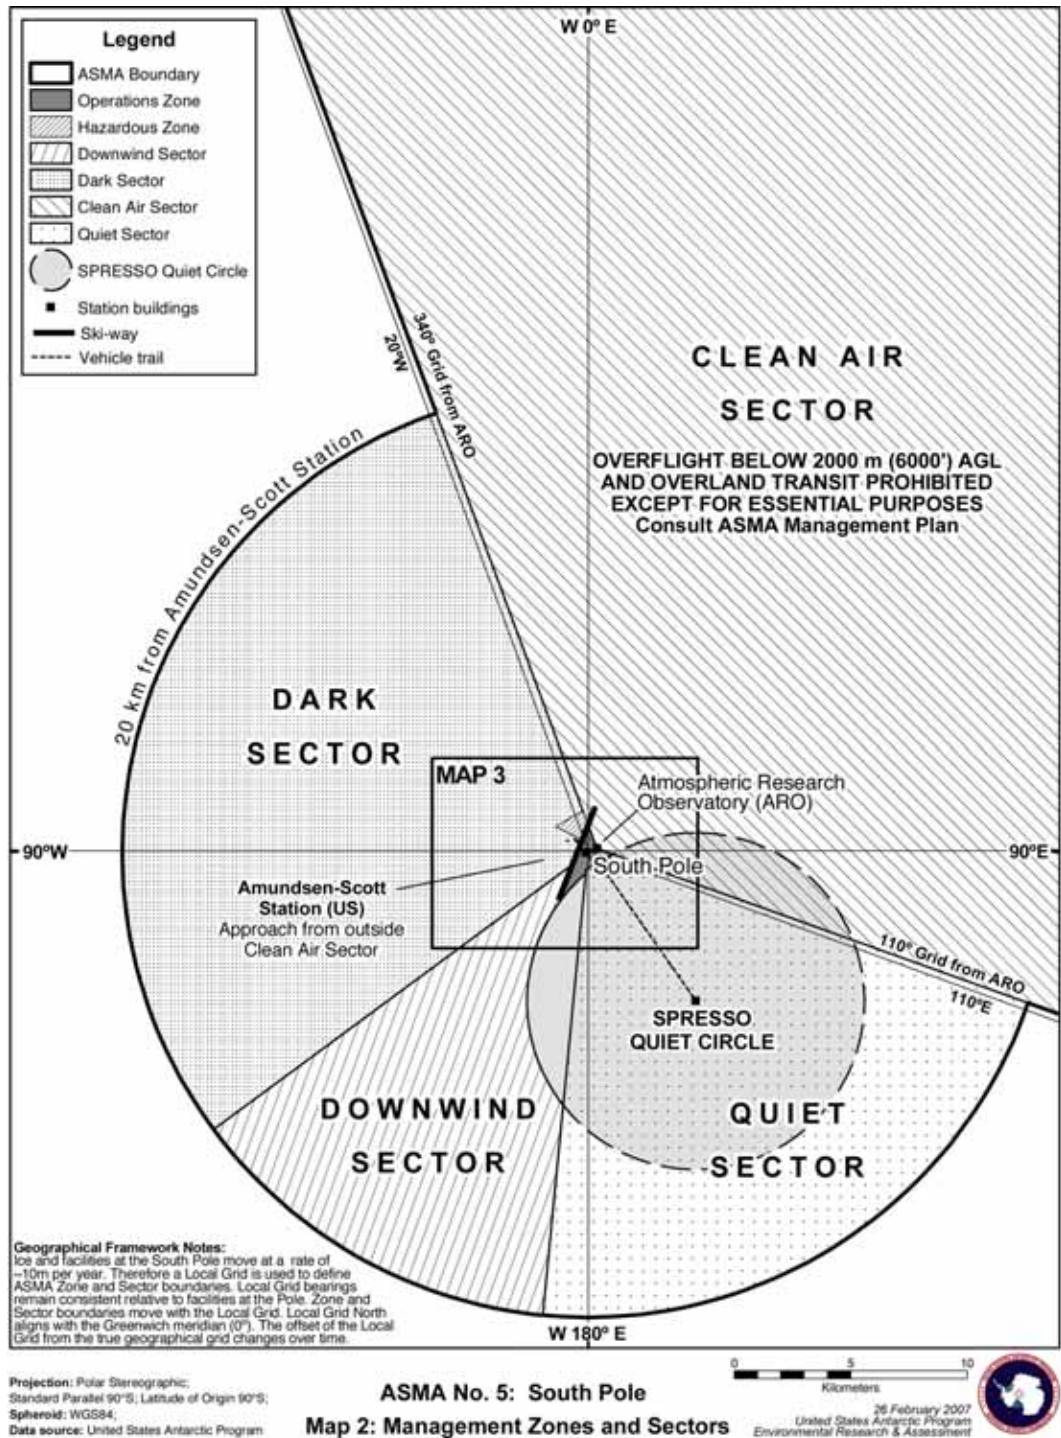 Legend
ASMA Boundary
Operations Zone
Hazardous Zone
Downwind Sector
Dark Sector
Clean Air Sector
Quiet Sector
SPRESSO Quiet Circle
Station buildings
Ski-way
Vehicle trail
W 0º E
340º Grid from ARO
20ºW
CLEAN AIR
SECTOR
OVERFLIGHT BELOW 2000 m (6000') AGL
AND OVERLAND TRANSIT PROHIBITED
EXCEPT FOR ESSENTIAL PURPOSES
Consult ASMA Management Plan
20 km from Amundsen-Scott Station
DARK
SECTOR
MAP 3
Atmospheric Research
Observatory (ARO)
90ºW
90ºE
South Pole
Amundsen-Scott
Station (US)
Approach from outside
Clean Air Sector
110º Grid from ARO
110ºE
SPRESSO
QUIET CIRCLE
DOWNWIND
SECTOR
QUIET
SECTOR
Geographical Framework Notes:
Ice and facilities at the South Pole move at a rate of
~10m per year. Therefore a Local Grid is used to define
ASMA Zone and Sector boundaries. Local Grid bearings
remain consistent relative to facilities at the Pole. Zone and
Sector boundaries move with the Local Grid. Local Grid North
aligns with the Greenwich meridian (0º). The offset of the Local
Grid from the true geographical grid changes over time.
W 180º E
Projection: Polar Stereographic;
Standard Parallel 90°S; Latitude of Origin 90°S;
Spheroid: WGS84;
Data source: United States Antarctic Program
ASMA No. 5: South Pole
Map 2: Management Zones and Sectors
0 5 10
Kilometers
26 February 2007
United States Antarctic Program
Environmental Research & Assessment